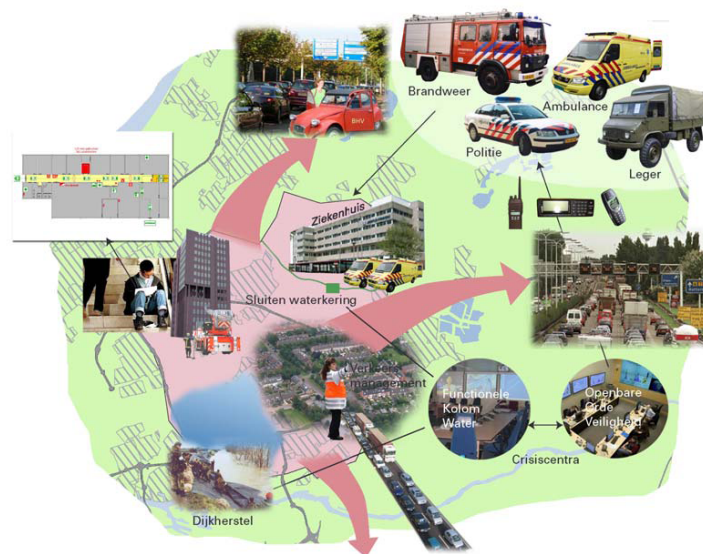 Brandweer
Ambulance
Politie
Leger
BHV
Ziekenhuis
Sluiten waterkering
Verkeers
management
Functionele
Kolom
Water
Openbare
Orde
Veiligheid
Crisiscentra
Dijkherstel